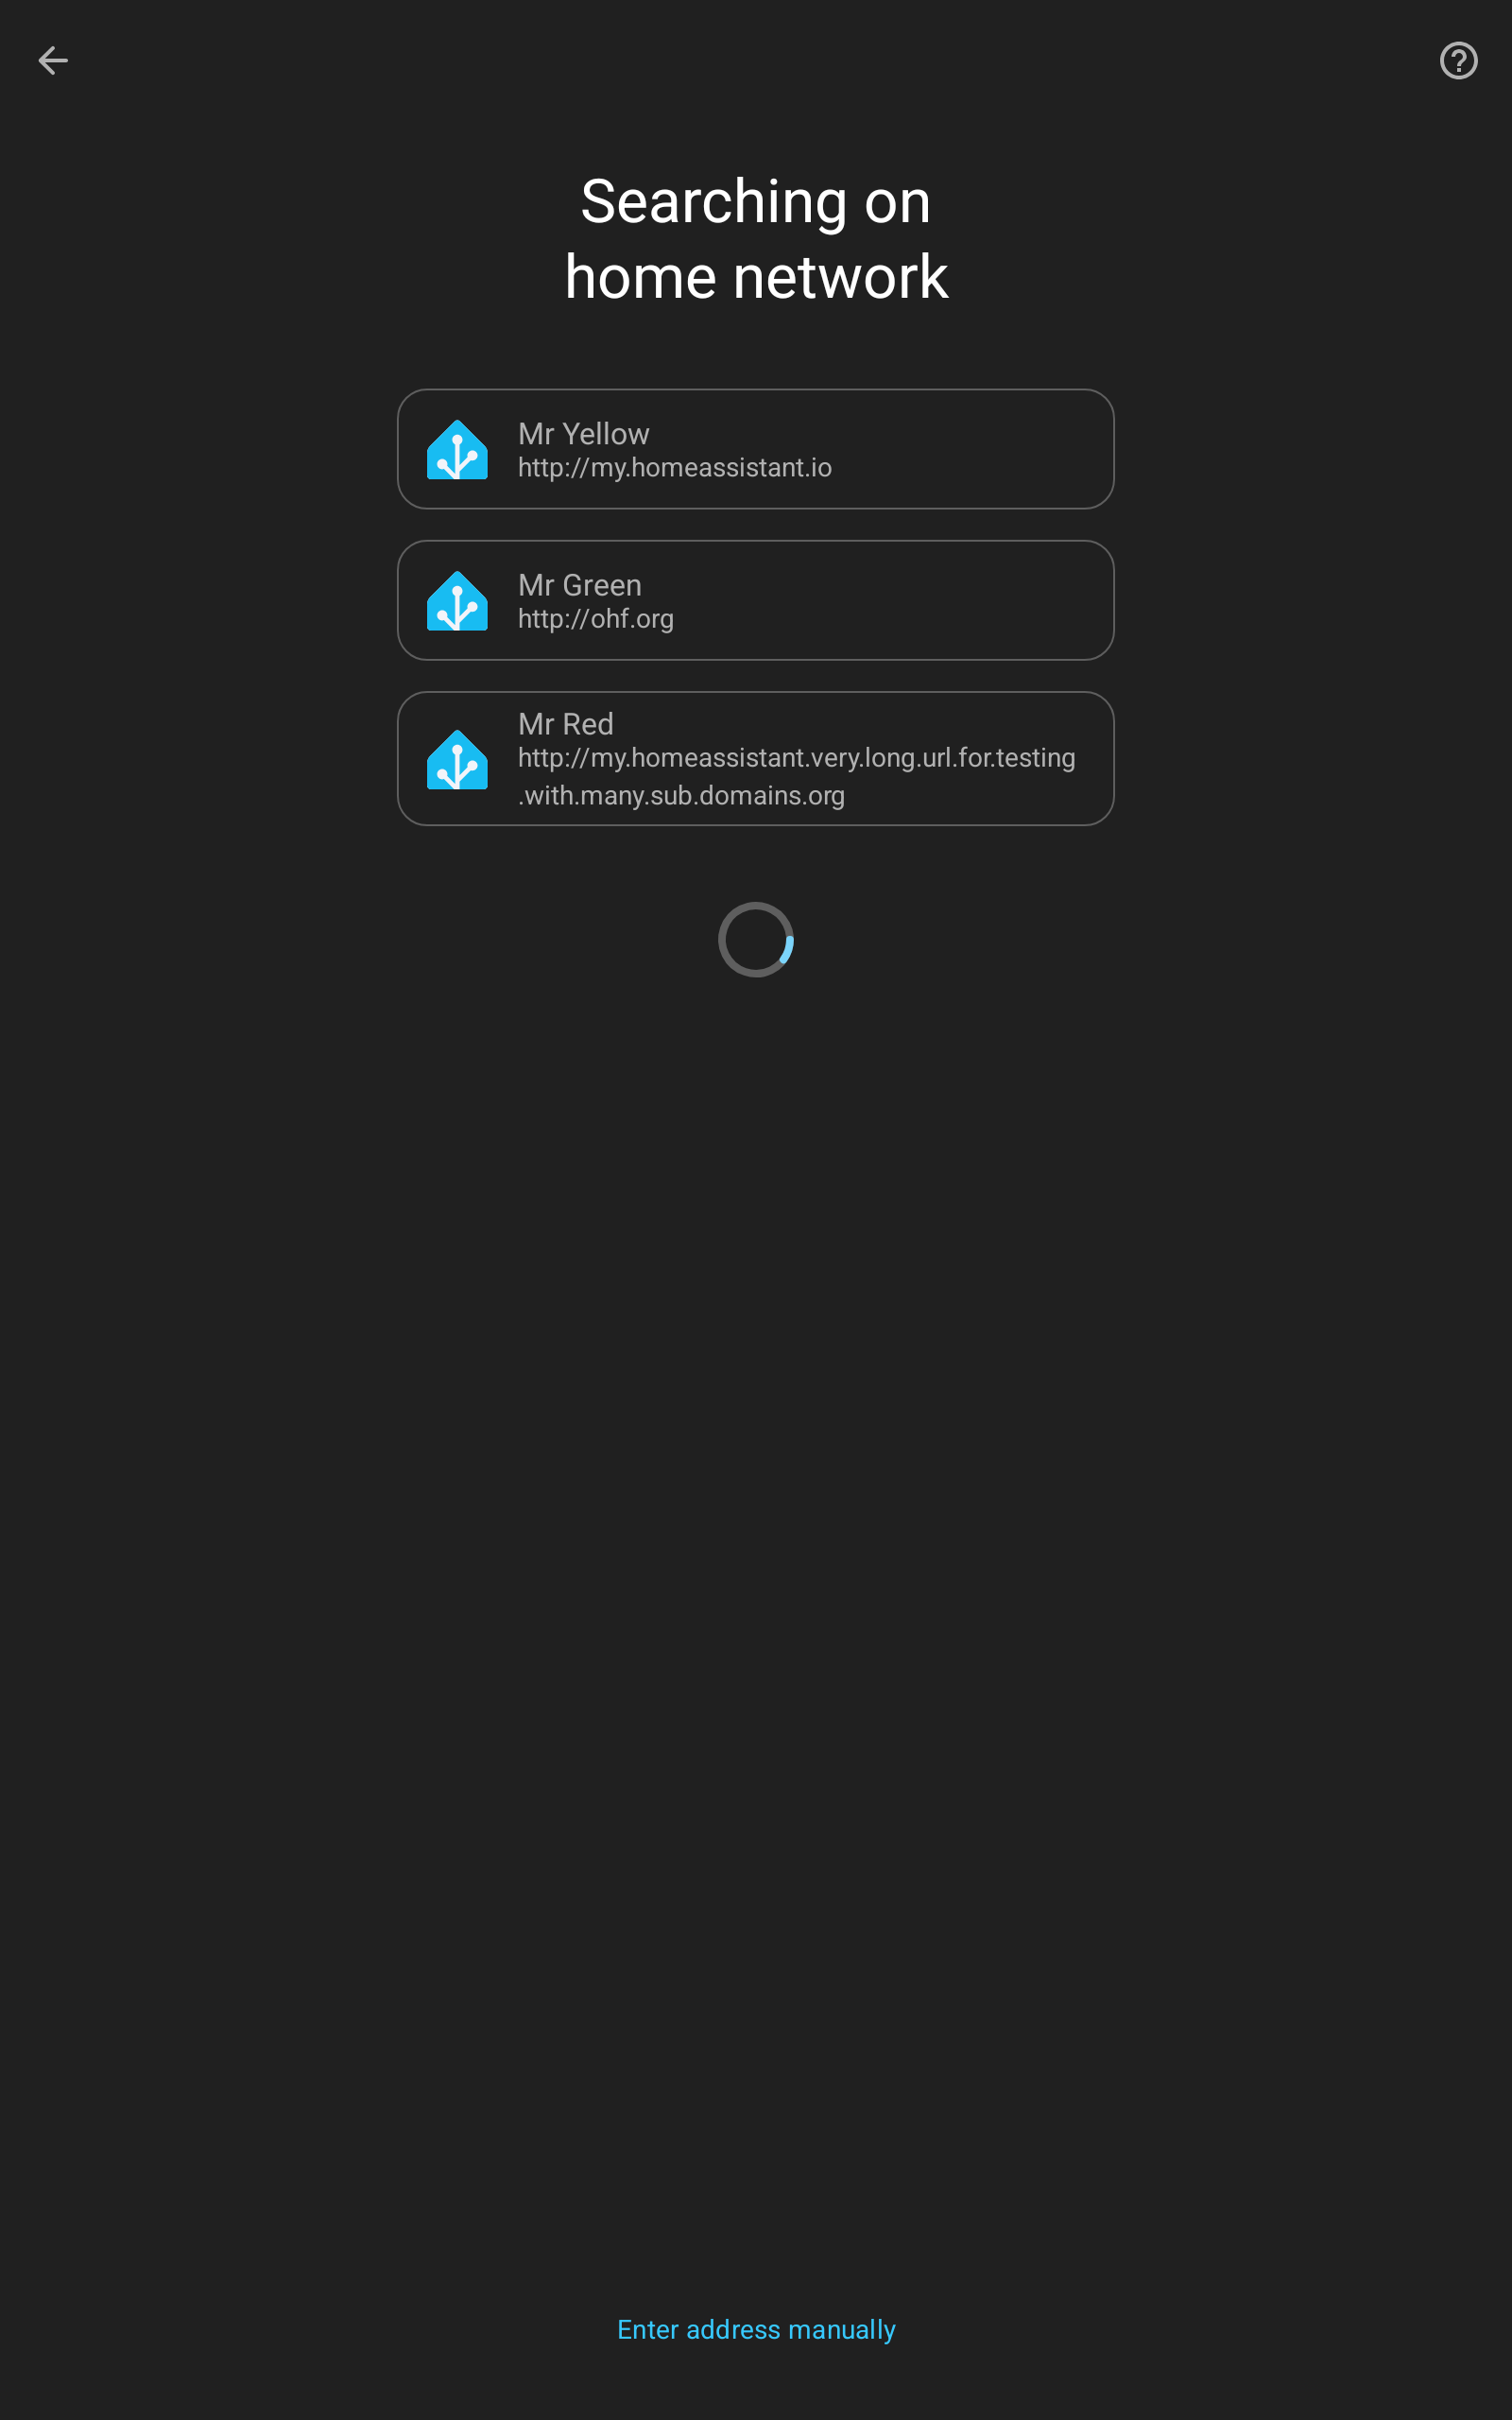 Searching on
home network
Mr Yellow
http://my.homeassistant.io
Mr Green
http://ohf.org
Mr Red
http://my.homeassistant.very.long.url.for.testing
.with.many.sub.domains.org
Enter address manually